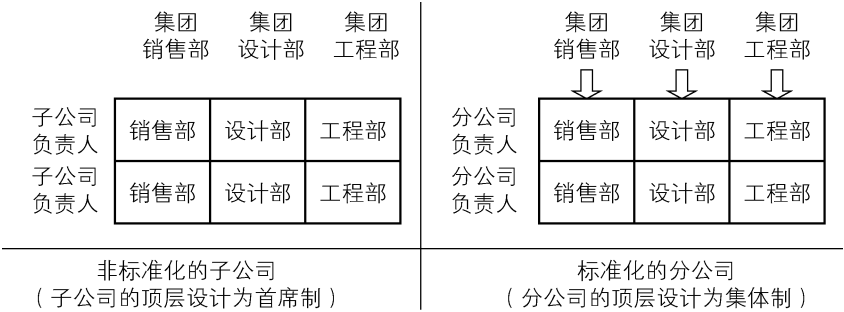 集团 集团 集团
销售部 设计部 工程部
子公司
负责人 销售部 设计部 工程部
子公司
负责人 销售部 设计部 工程部
非标准化的子公司
（子公司的顶层设计为首席制）
集团 集团 集团
销售部 设计部 工程部
分公司
负责人 销售部 设计部 工程部
分公司
负责人 销售部 设计部 工程部
标准化的分公司
（分公司的顶层设计为集体制）